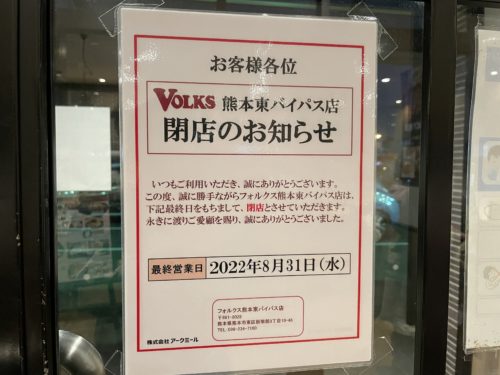 お客様各位
VOLKS 熊本東バイパス店
閉店のお知らせ
いつもご利用いただき、誠にありがとうございます。
この度、誠に勝手ながらフォルクス熊本東バイパス店は、
下記最終日をもちまして、閉店とさせていただきます。
永きに渡りご愛顧を賜り、誠にありがとうございました。
最終営業日 2022年8月31日(水)
フォルクス熊本東バイパス店
熊本県熊本市東区
株式会社 アークミール